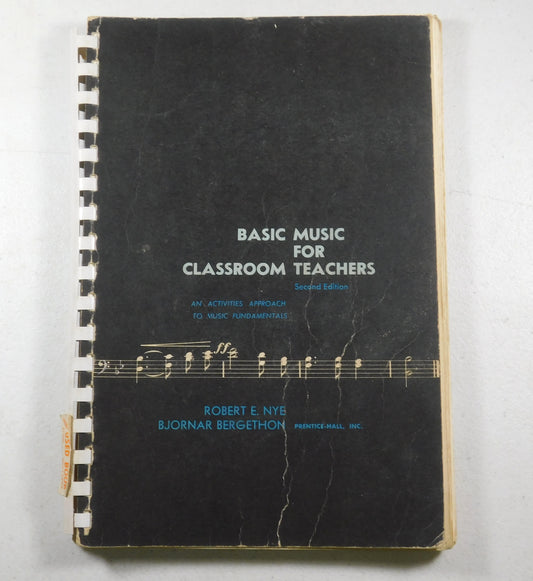 BASIC MUSIC
FOR
CLASSROOM TEACHERS
Second Edition
AN ACTIVITIES APPROACH
TO MUSIC FUNDAMENTALS
ff
ROBERT E. NYE
BJORNAR BERGETHON PRENTICE-HALL, INC.
USED BOOK